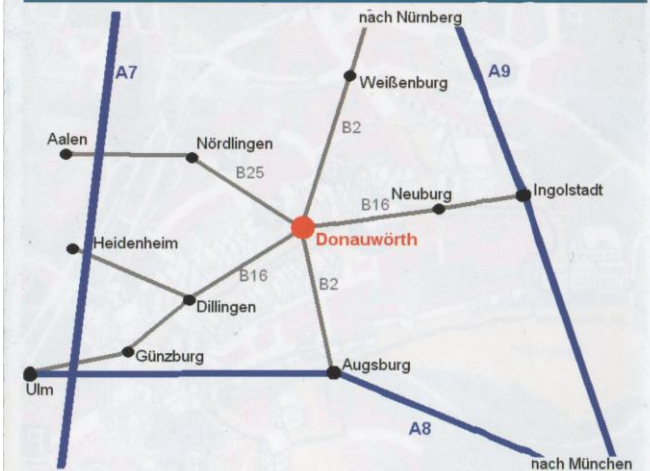 nach Nürnberg
A7
Weißenburg
A9
B2
Aalen
Nördlingen
B25
Neuburg
Ingolstadt
B16
Donauwörth
Heidenheim
B16
B2
Dillingen
Günzburg
Augsburg
Ulm
A8
nach München